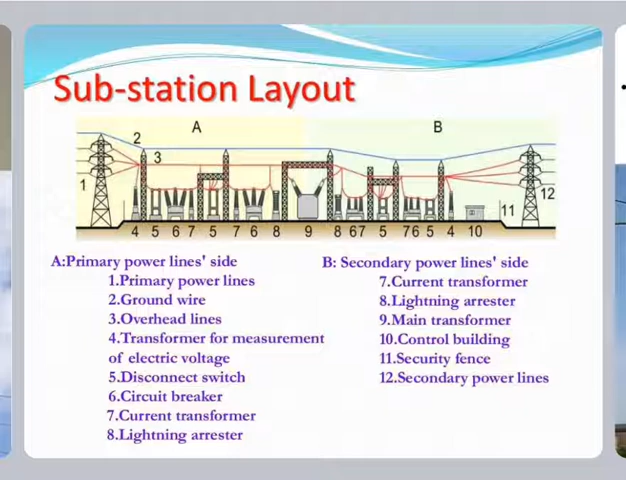 Sub-station Layout
A
B
2
3
1
12
11
4 5 6 7 5 7 6 8 9 8 67 5 76 5 4 10
A:Primary power lines' side
1.Primary power lines
2.Ground wire
3.Overhead lines
4.Transformer for measurement
of electric voltage
5.Disconnect switch
6.Circuit breaker
7.Current transformer
8.Lightning arrester
B: Secondary power lines' side
7.Current transformer
8.Lightning arrester
9.Main transformer
10.Control building
11.Security fence
12.Secondary power lines